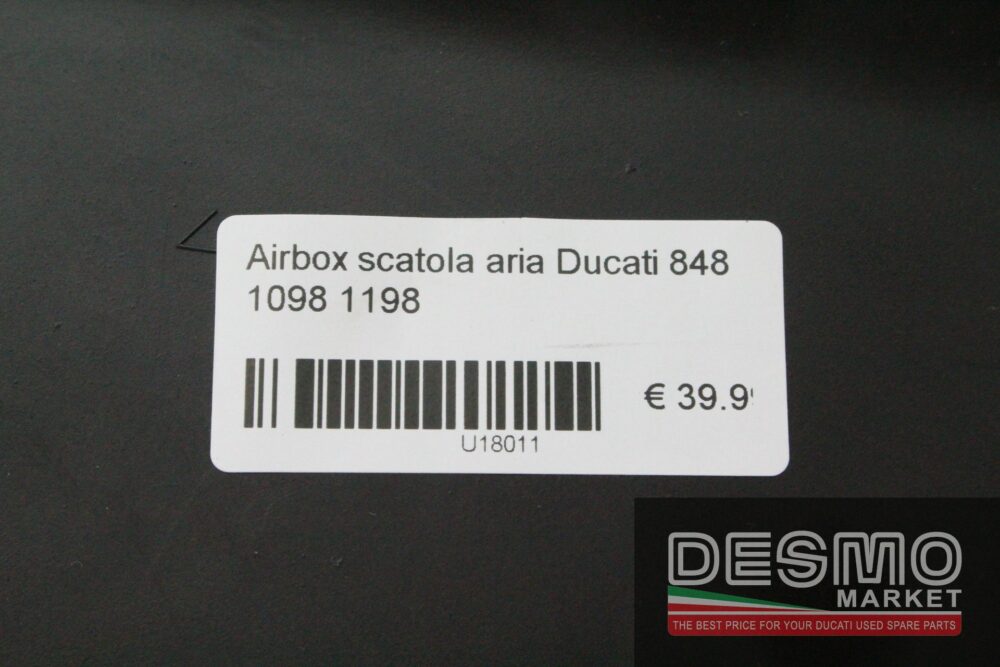 Airbox scatola aria Ducati 848
1098 1198
€ 39.9
U18011
DESMO
MARKET
THE BEST PRICE FOR YOUR DUCATI USED SPARE PARTS